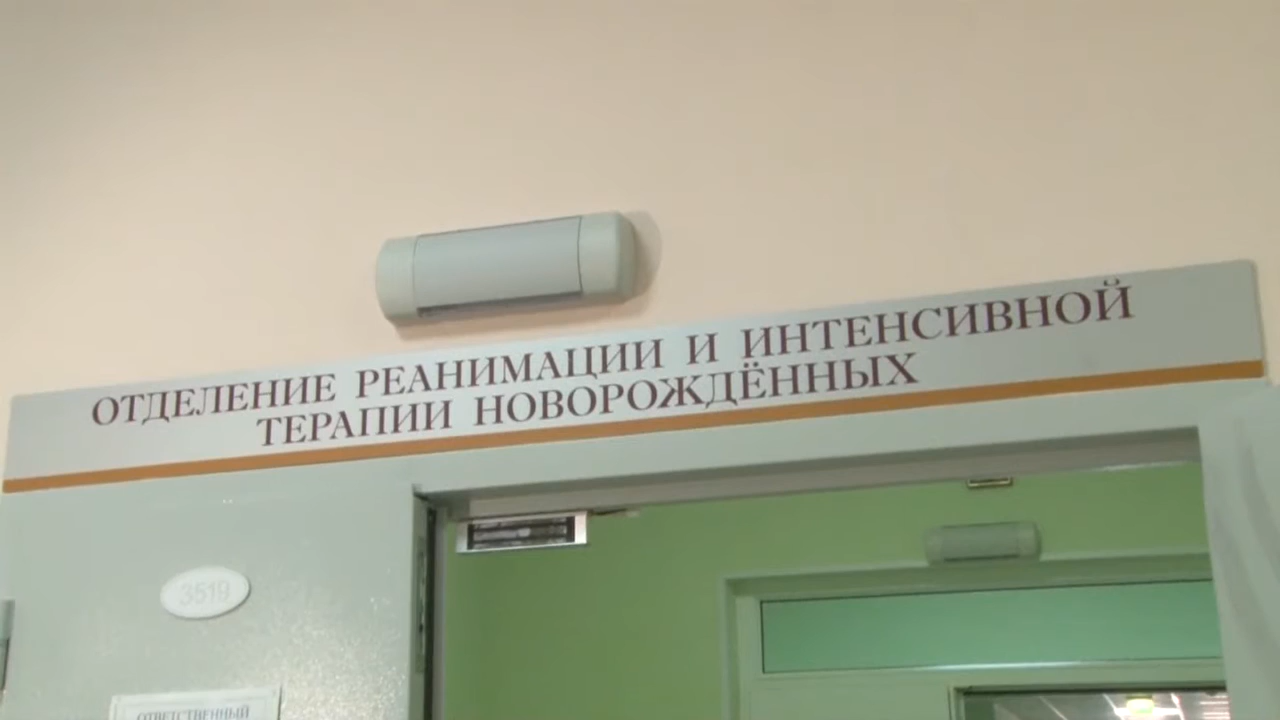 ОТДЕЛЕНИЕ РЕАНИМАЦИИ И ИНТЕНСИВНОЙ
ТЕРАПИИ НОВОРОЖДЁННЫХ
3519
ОТВЕТСТВЕННЫЙ